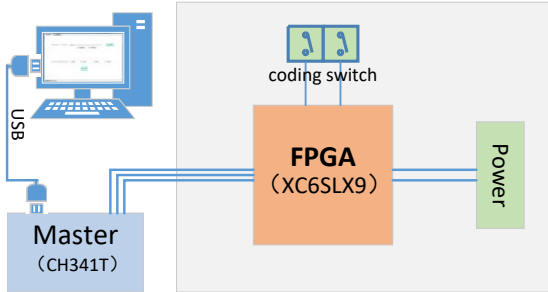 coding switch
USB
FPGA
（XC6SLX9）
Power
Master
（CH341T）